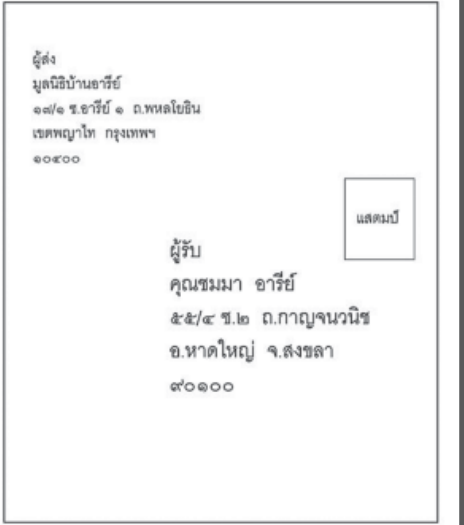 ผู้ส่ง
มูลนิธิบ้านอารีย์
๑๗/๑ ซ.อารีย์ ๑ ถ.พหลโยธิน
เขตพญาไท กรุงเทพฯ
๑๐๔๐๐
แสตมป์
ผู้รับ
คุณชมมา อารีย์
๕๕/๔ ซ.๒ ถ.กาญจนวนิช
อ.หาดใหญ่ จ.สงขลา
๙๐๑๐๐